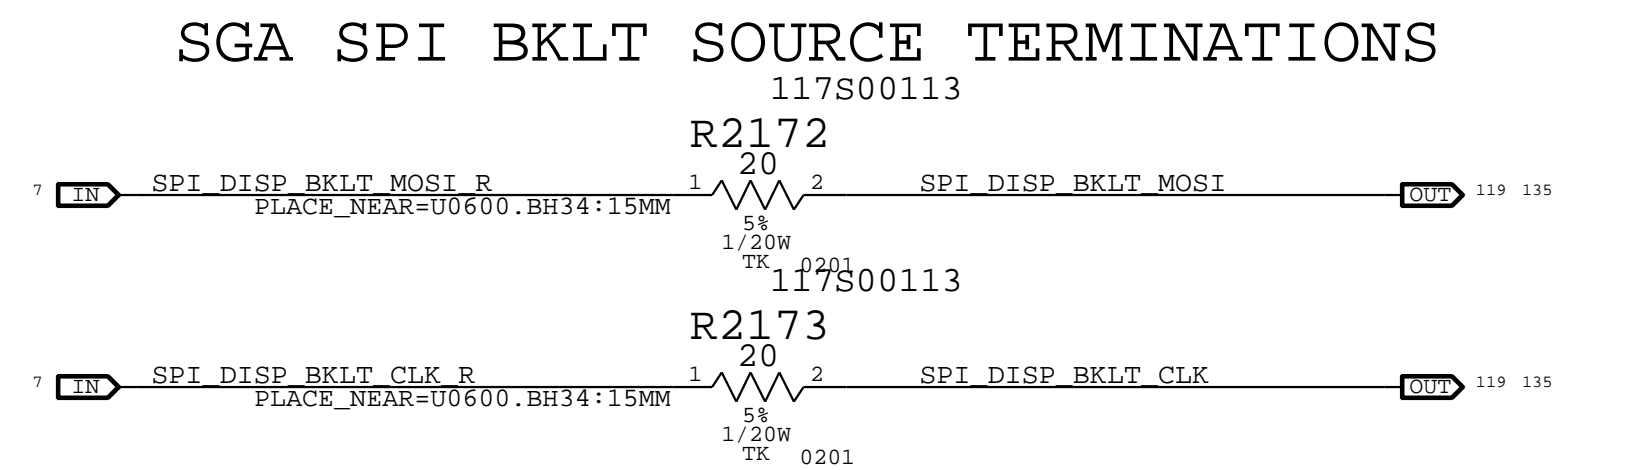 SGA SPI BKLT SOURCE TERMINATIONS
117S00113
R2172
20
7 IN SPI_DISP_BKLT_MOSI_R 1 2 SPI_DISP_BKLT_MOSI OUT 119 135
PLACE_NEAR=U0600.BH34:15MM
5%
1/20W
TK 0201
117S00113
R2173
20
7 IN SPI_DISP_BKLT_CLK_R 1 2 SPI_DISP_BKLT_CLK OUT 119 135
PLACE_NEAR=U0600.BH34:15MM
5%
1/20W
TK 0201